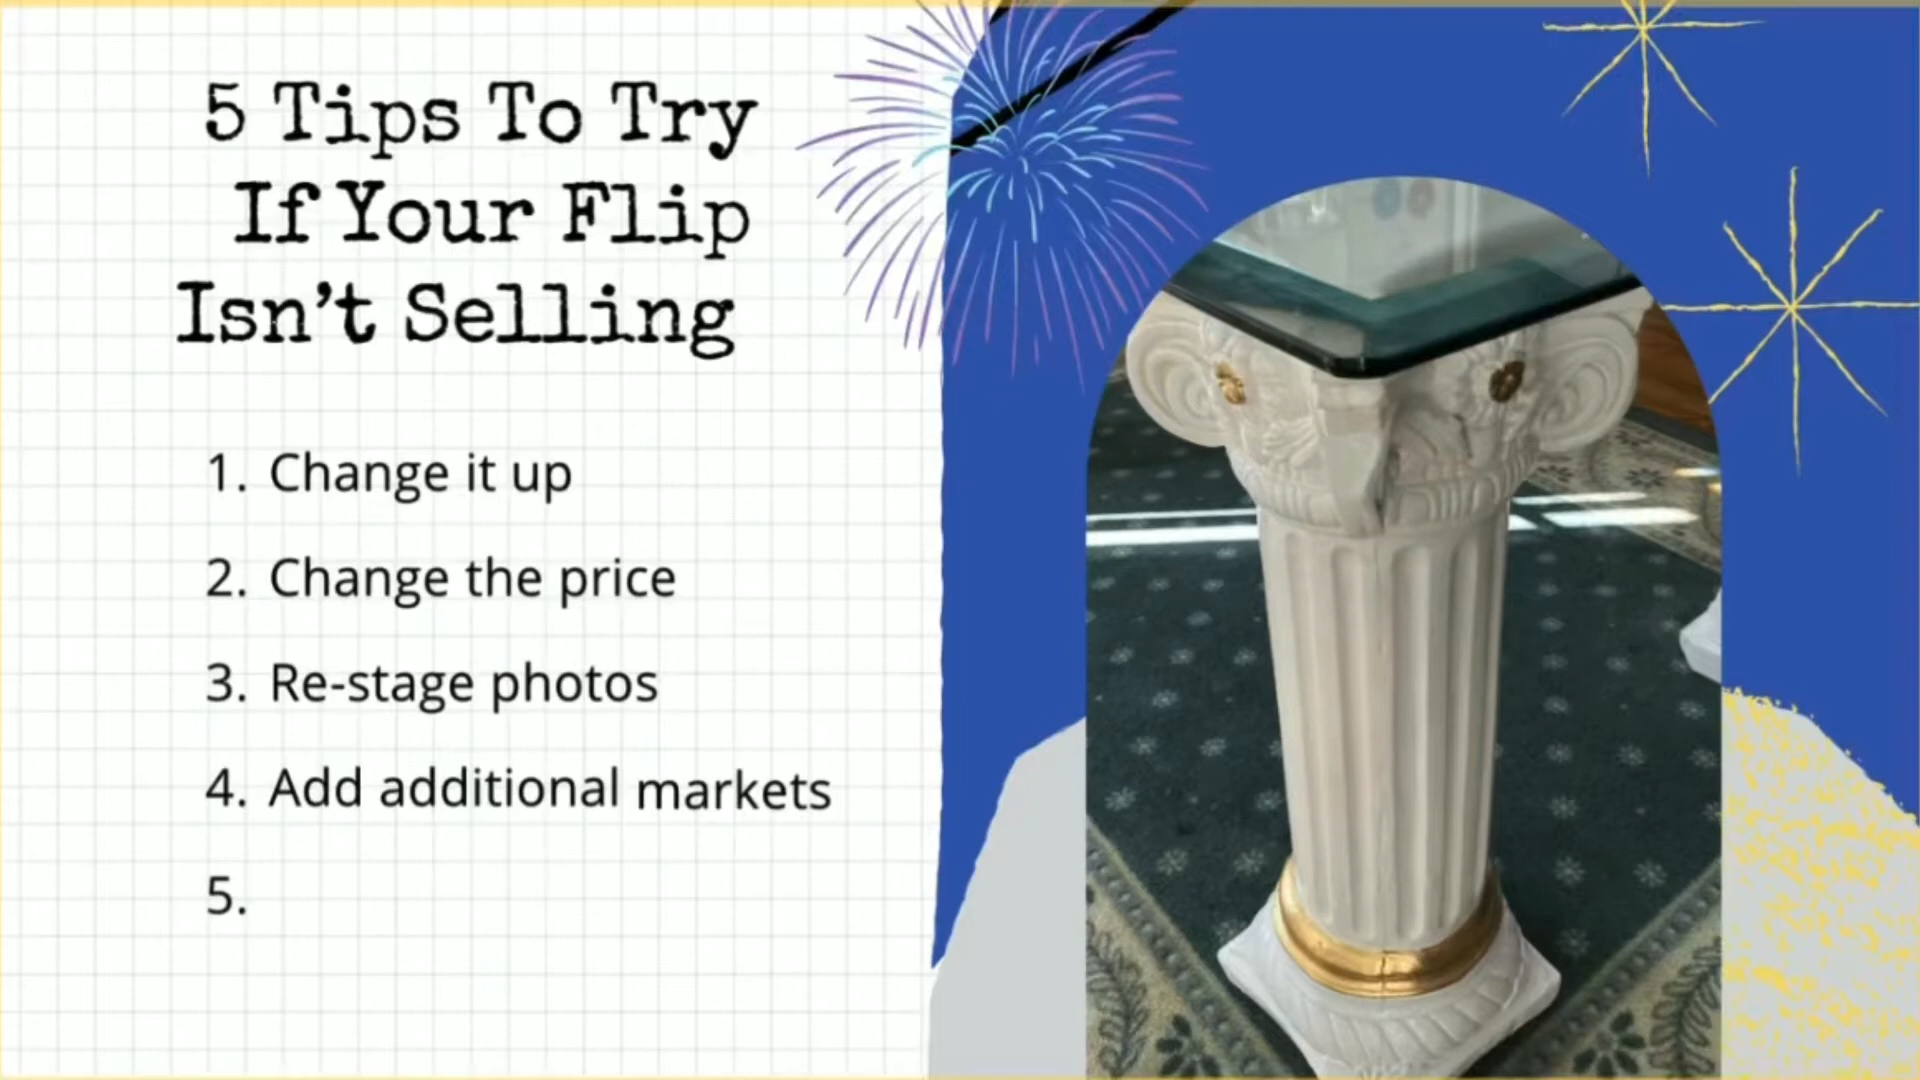 5 Tips To Try
If Your Flip
Isn't Selling
1. Change it up
2. Change the price
3. Re-stage photos
4. Add additional markets
5.